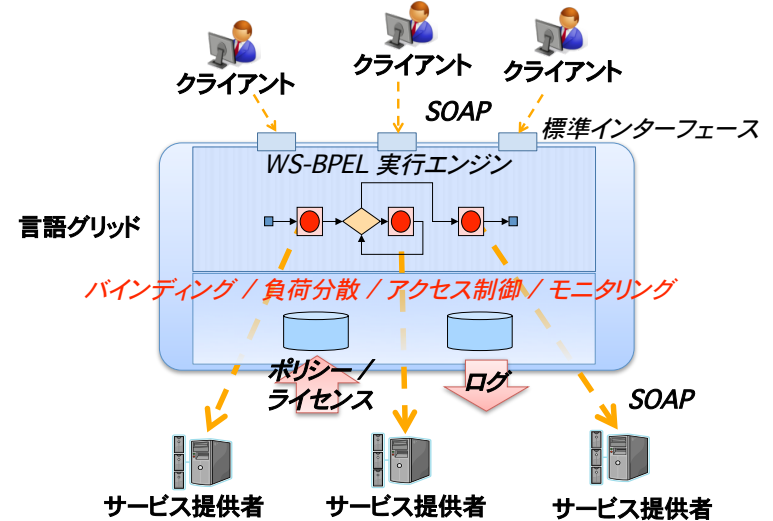 クライアント
クライアント
クライアント
SOAP
標準インターフェース
WS-BPEL 実行エンジン
言語グリッド
バインディング / 負荷分散 / アクセス制御 / モニタリング
ポリシー /
ライセンス
ログ
SOAP
サービス提供者
サービス提供者
サービス提供者